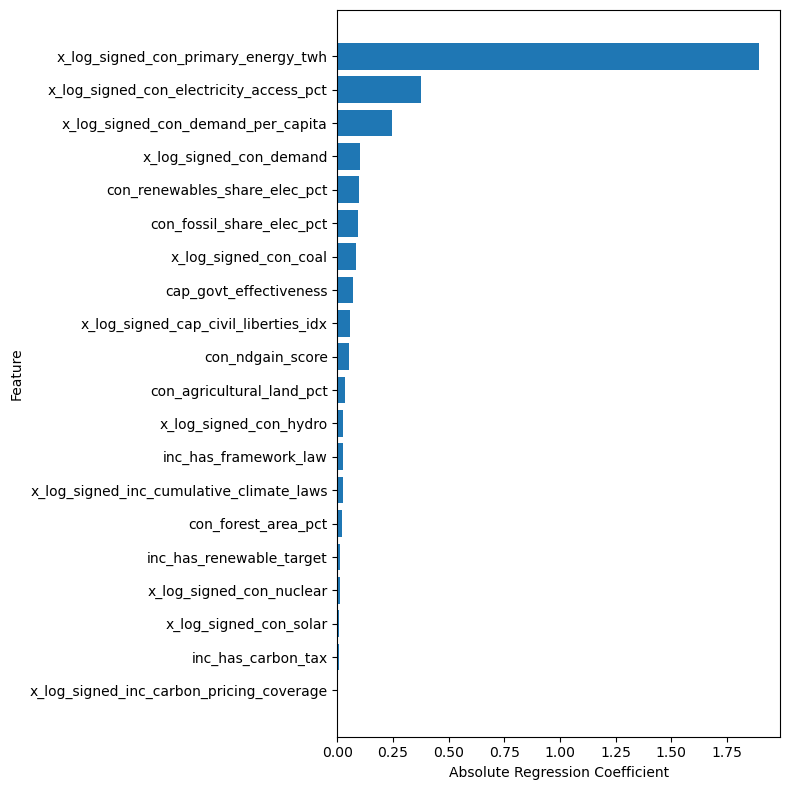 x_log_signed_con_primary_energy_twh
x_log_signed_con_electricity_access_pct
x_log_signed_con_demand_per_capita
x_log_signed_con_demand
con_renewables_share_elec_pct
con_fossil_share_elec_pct
x_log_signed_con_coal
cap_govt_effectiveness
x_log_signed_cap_civil_liberties_idx
con_ndgain_score
con_agricultural_land_pct
x_log_signed_con_hydro
inc_has_framework_law
x_log_signed_inc_cumulative_climate_laws
con_forest_area_pct
inc_has_renewable_target
x_log_signed_con_nuclear
x_log_signed_con_solar
inc_has_carbon_tax
x_log_signed_inc_carbon_pricing_coverage
Feature
0.00 0.25 0.50 0.75 1.00 1.25 1.50 1.75
Absolute Regression Coefficient